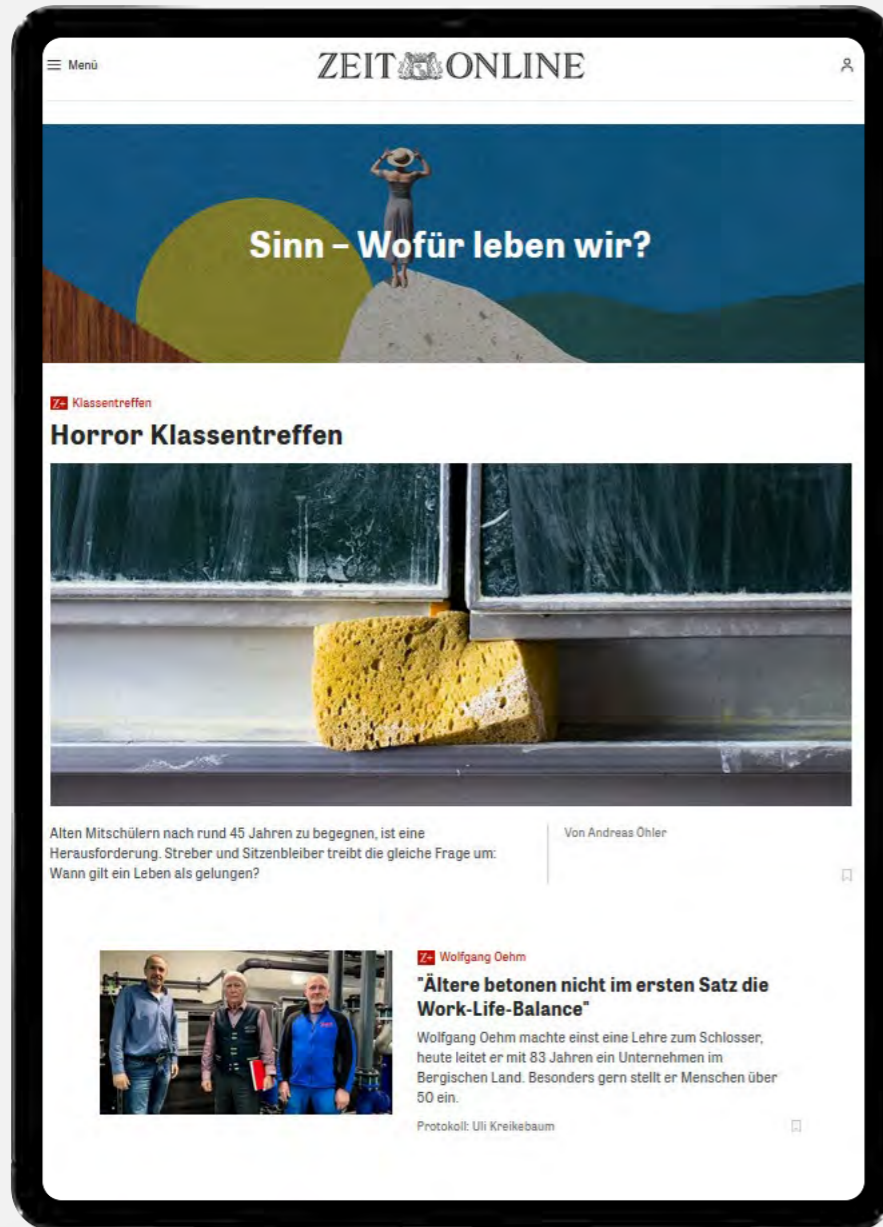 Menü
ZEIT ONLINE
Sinn – Wofür leben wir?
Z+ Klassentreffen
Horror Klassentreffen
Alten Mitschülern nach rund 45 Jahren zu begegnen, ist eine
Herausforderung. Streber und Sitzenbleiber treibt die gleiche Frage um:
Wann gilt ein Leben als gelungen?
Von Andreas Öhler
Z+ Wolfgang Oehm
"Ältere betonen nicht im ersten Satz die
Work-Life-Balance"
Wolfgang Oehm machte einst eine Lehre zum Schlosser,
heute leitet er mit 83 Jahren ein Unternehmen im
Bergischen Land. Besonders gern stellt er Menschen über
50 ein.
Protokoll: Uli Kreikebaum